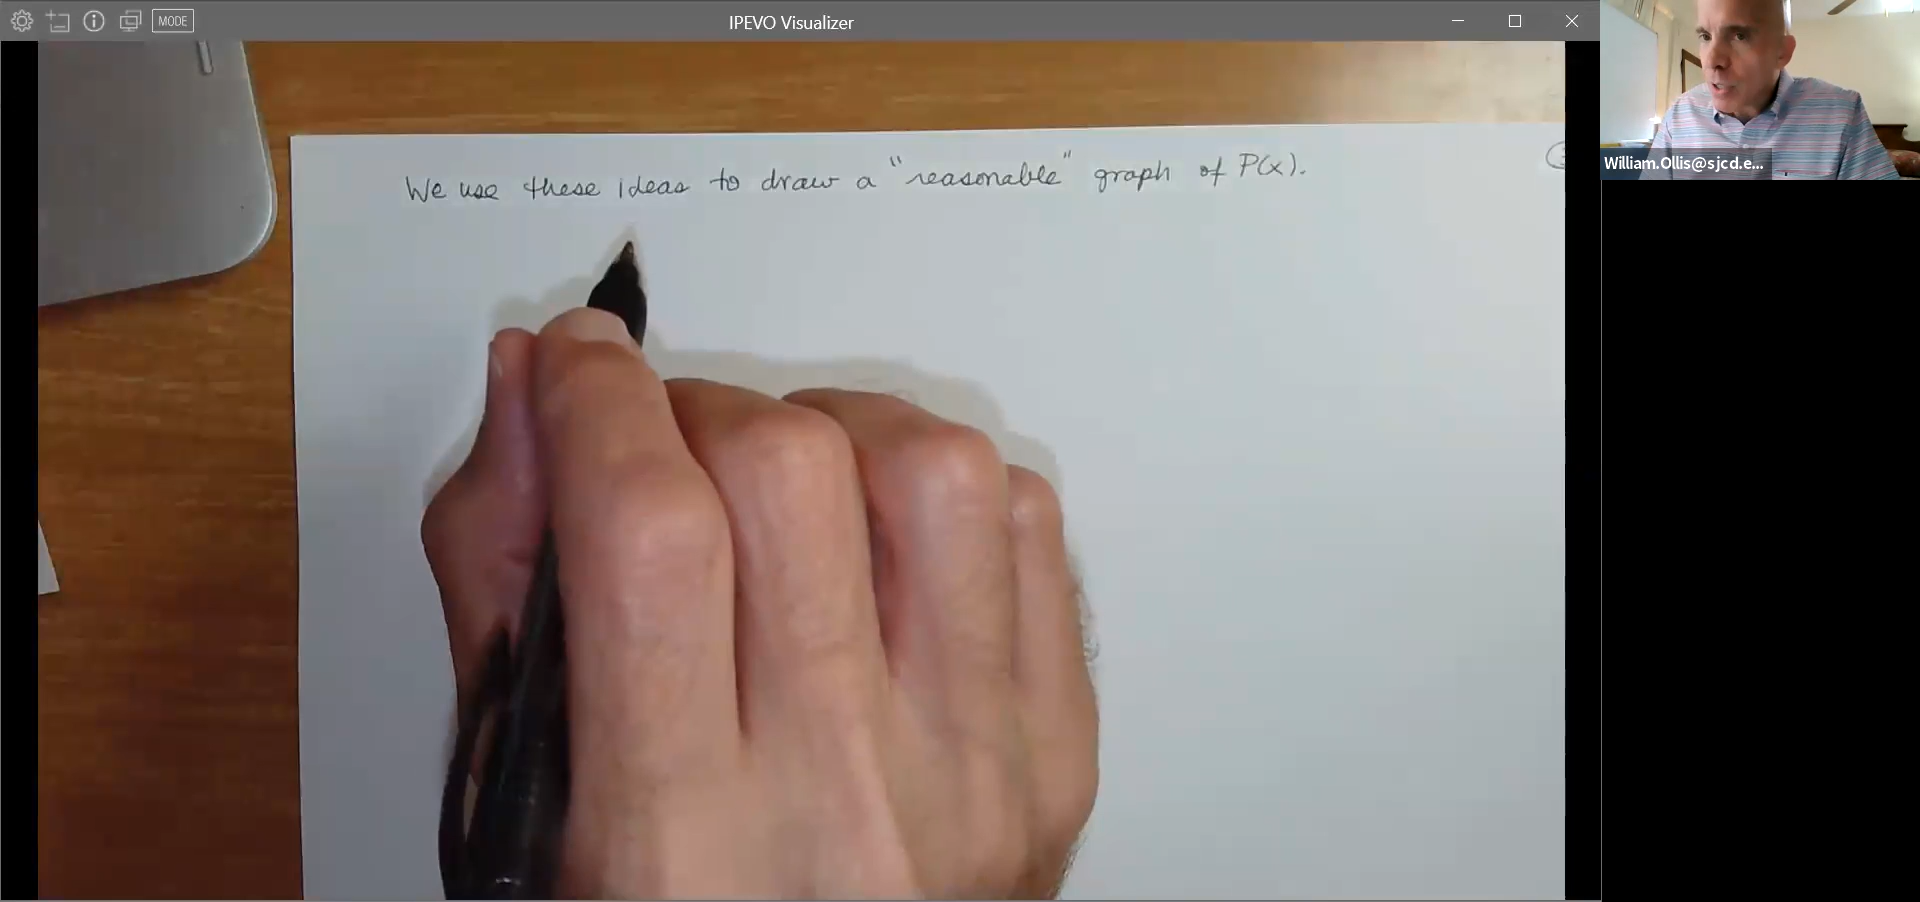 MODE
IPEVO Visualizer
We use these ideas to draw a "reasonable" graph of P(x).
William.Ollis@sjcd.e...